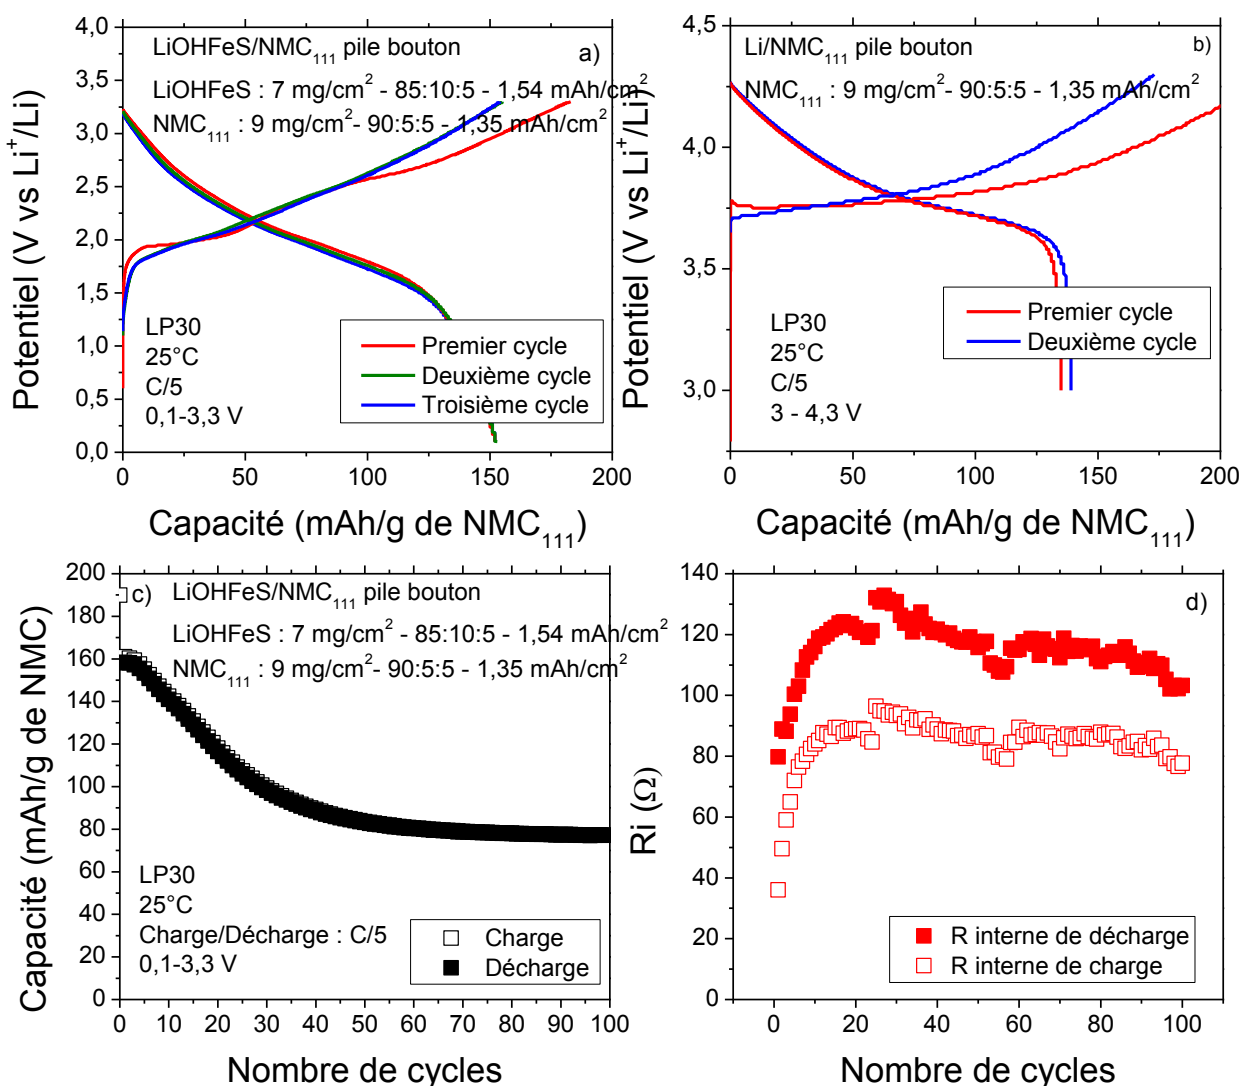 LiOHFeS/NMC111 pile bouton
a)
LiOHFeS : 7 mg/cm2 - 85:10:5 - 1,54 mAh/cm2
NMC111 : 9 mg/cm2- 90:5:5 - 1,35 mAh/cm2
4,0
3,5
3,0
2,5
2,0
1,5
1,0
0,5
0,0
Potentiel (V vs Li+/Li)
LP30
25°C
C/5
0,1-3,3 V
Premier cycle
Deuxième cycle
Troisième cycle
0 50 100 150 200
Capacité (mAh/g de NMC111)
Li/NMC111 pile bouton
b)
NMC111 : 9 mg/cm2 - 90:5:5 - 1,35 mAh/cm2
4,5
4,0
3,5
3,0
Potentiel (V vs Li+/Li)
LP30
25°C
C/5
3 - 4,3 V
Premier cycle
Deuxième cycle
0 50 100 150 200
Capacité (mAh/g de NMC111)
c)
LiOHFeS/NMC111 pile bouton
LiOHFeS : 7 mg/cm2 - 85:10:5 - 1,54 mAh/cm2
NMC111 : 9 mg/cm2- 90:5:5 - 1,35 mAh/cm2
200
180
160
140
120
100
80
60
40
20
0
Capacité (mAh/g de NMC)
LP30
25°C
Charge/Décharge : C/5
0,1-3,3 V
Charge
Décharge
0 10 20 30 40 50 60 70 80 90 100
Nombre de cycles
d)
140
120
100
80
60
40
20
0
Ri (Ω)
R interne de décharge
R interne de charge
0 20 40 60 80 100
Nombre de cycles